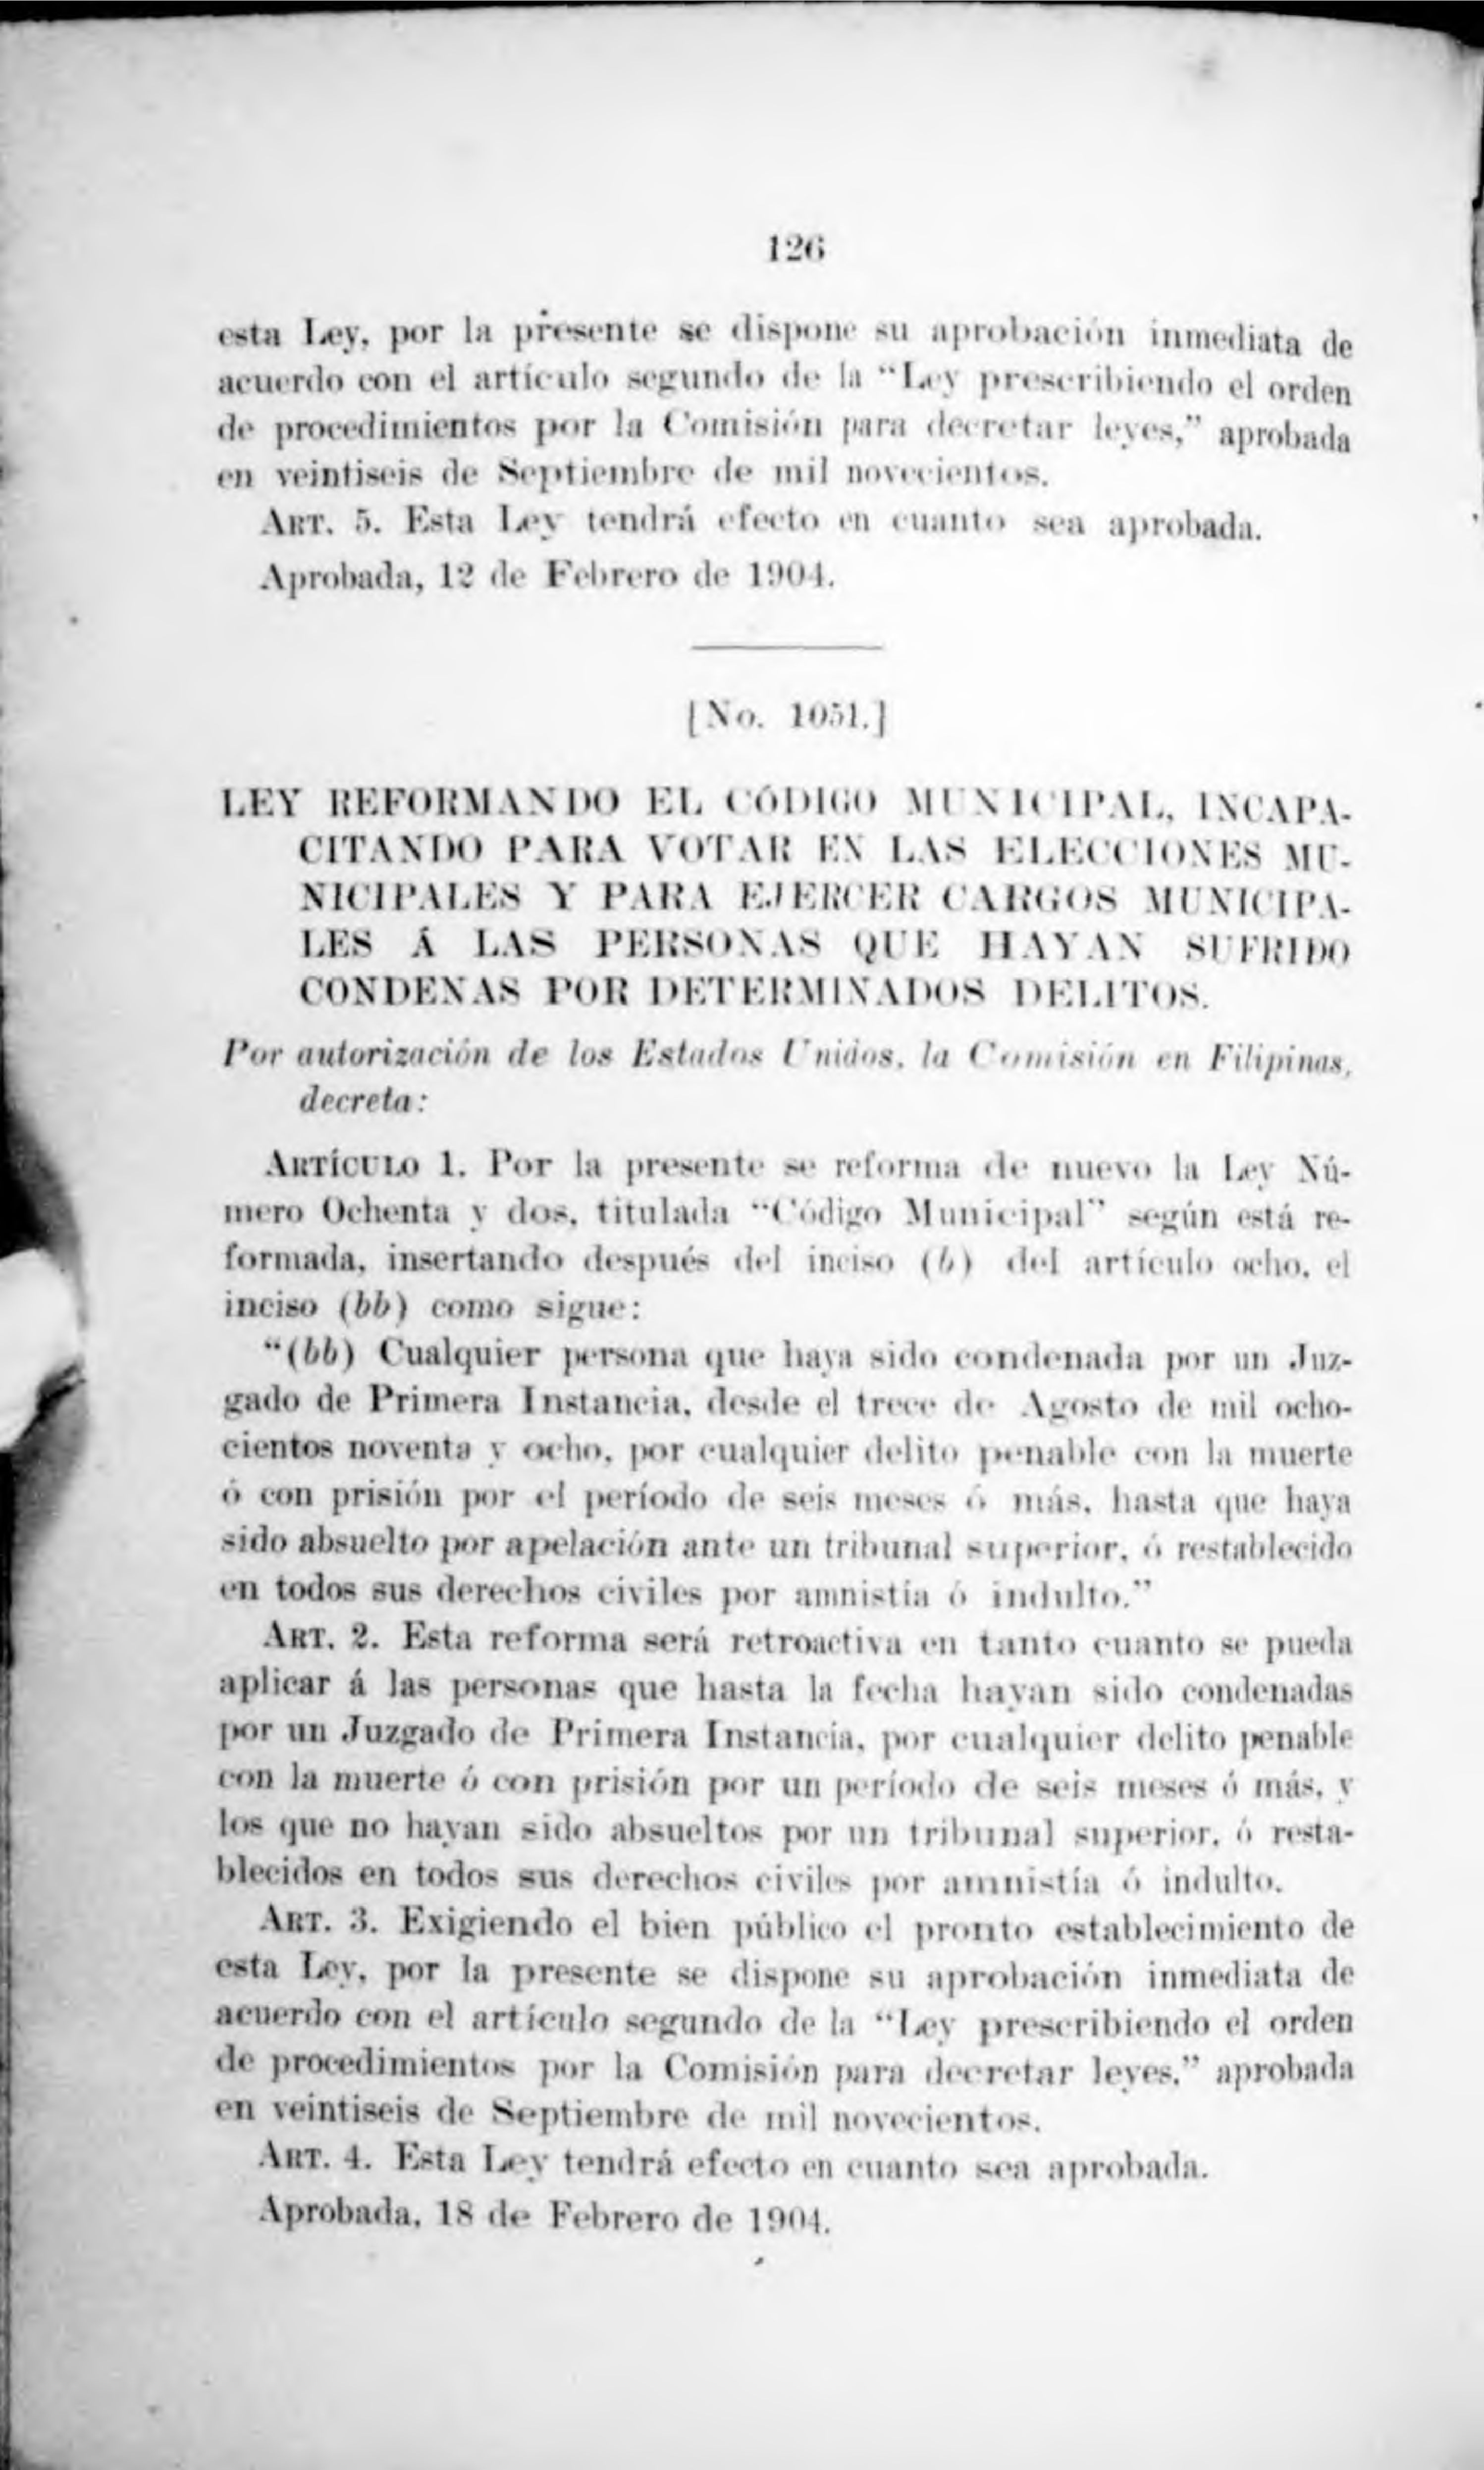 126
esta Ley, por la presente se dispone su aprobación inmediata de
acuerdo con el artículo segundo de la “Ley prescribiendo el orden
de procedimientos por la Comisión para decretar leyes,” aprobada
en veintiseis de Septiembre de mil novecientos.
ART. 5. Esta Ley tendrá efecto en cuanto sea aprobada.
Aprobada, 12 de Febrero de 1904.
[No. 1051.]
LEY REFORMANDO EL CÓDIGO MUNICIPAL, INCAPA-
CITANDO PARA VOTAR EN LAS ELECCIONES MU-
NICIPALES Y PARA EJERCER CARGOS MUNICIPA-
LES Á LAS PERSONAS QUE HAYAN SUFRIDO
CONDENAS POR DETERMINADOS DELITOS.
Por autorización de los Estados Unidos, la Comisión en Filipinas,
decreta:
ARTÍCULO 1. Por la presente se reforma de nuevo la Ley Nú-
mero Ochenta y dos, titulada “Código Municipal” según está re-
formada, insertando después del inciso (b) del artículo ocho, el
inciso (bb) como sigue:
“(bb) Cualquier persona que haya sido condenada por un Juz-
gado de Primera Instancia, desde el trece de Agosto de mil ocho-
cientos noventa y ocho, por cualquier delito penable con la muerte
ó con prisión por el período de seis meses ó más, hasta que haya
sido absuelto por apelación ante un tribunal superior, ó restablecido
en todos sus derechos civiles por amnistía ó indulto.”
ART. 2. Esta reforma será retroactiva en tanto cuanto se pueda
aplicar á las personas que hasta la fecha hayan sido condenadas
por un Juzgado de Primera Instancia, por cualquier delito penable
con la muerte ó con prisión por un período de seis meses ó más, y
los que no hayan sido absueltos por un tribunal superior, ó resta-
blecidos en todos sus derechos civiles por amnistía ó indulto.
ART. 3. Exigiendo el bien público el pronto establecimiento de
esta Ley, por la presente se dispone su aprobación inmediata de
acuerdo con el artículo segundo de la “Ley prescribiendo el orden
de procedimientos por la Comisión para decretar leyes,” aprobada
en veintiseis de Septiembre de mil novecientos.
ART. 4. Esta Ley tendrá efecto en cuanto sea aprobada.
Aprobada, 18 de Febrero de 1904.